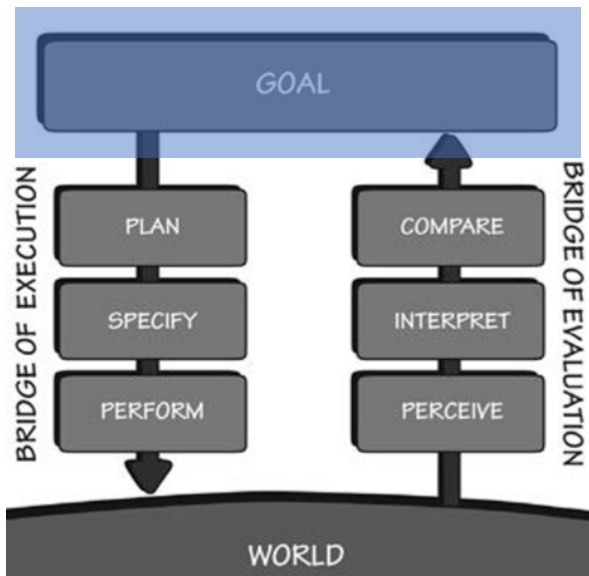 GOAL
BRIDGE OF EXECUTION
PLAN
SPECIFY
PERFORM
COMPARE
INTERPRET
PERCEIVE
BRIDGE OF EVALUATION
WORLD